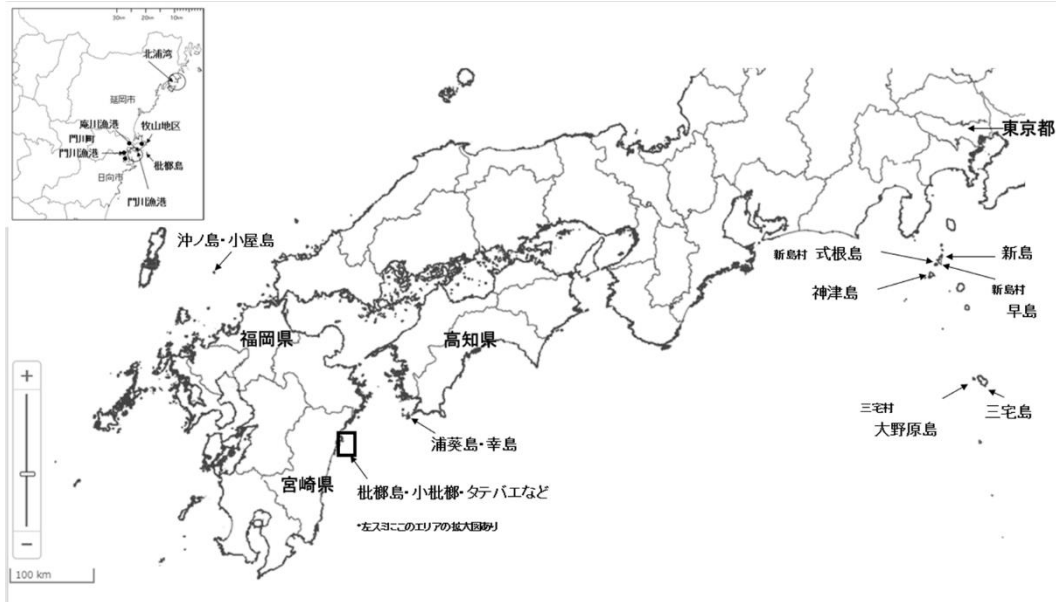 30km 20km 10km
北浦湾
延岡市
庵川漁港
牧山地区
門川町
門川漁港
枇榔島
日向市
門川漁港
東京都
沖ノ島・小屋島
新島村 式根島
新島
神津島
新島村
早島
福岡県
高知県
三宅島
三宅村
大野原島
浦葵島・幸島
宮崎県
枇榔島・小枇榔・タテバエなど
*左スミにこのエリアの拡大図あり
+
−
100 km